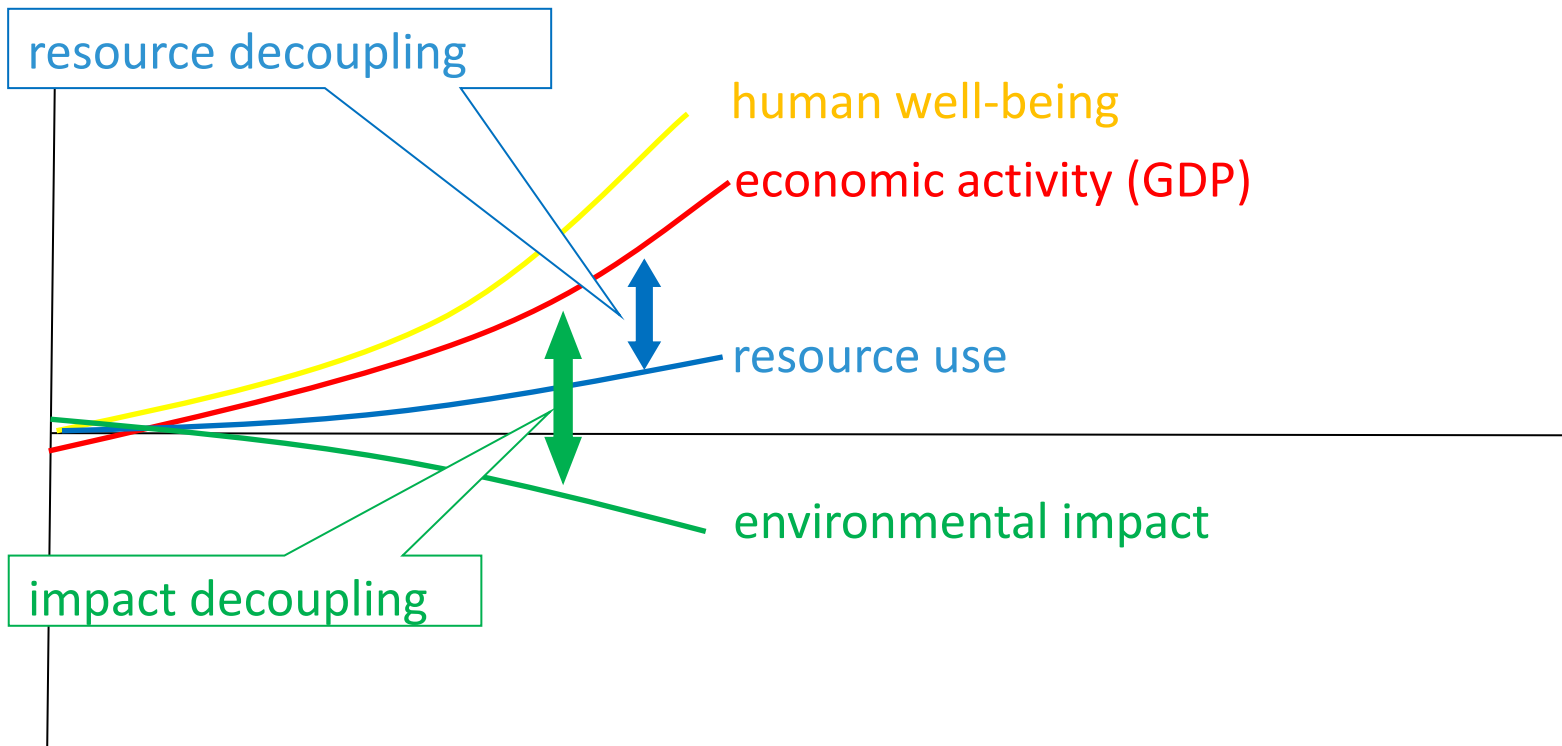 resource decoupling
human well-being
economic activity (GDP)
resource use
environmental impact
impact decoupling